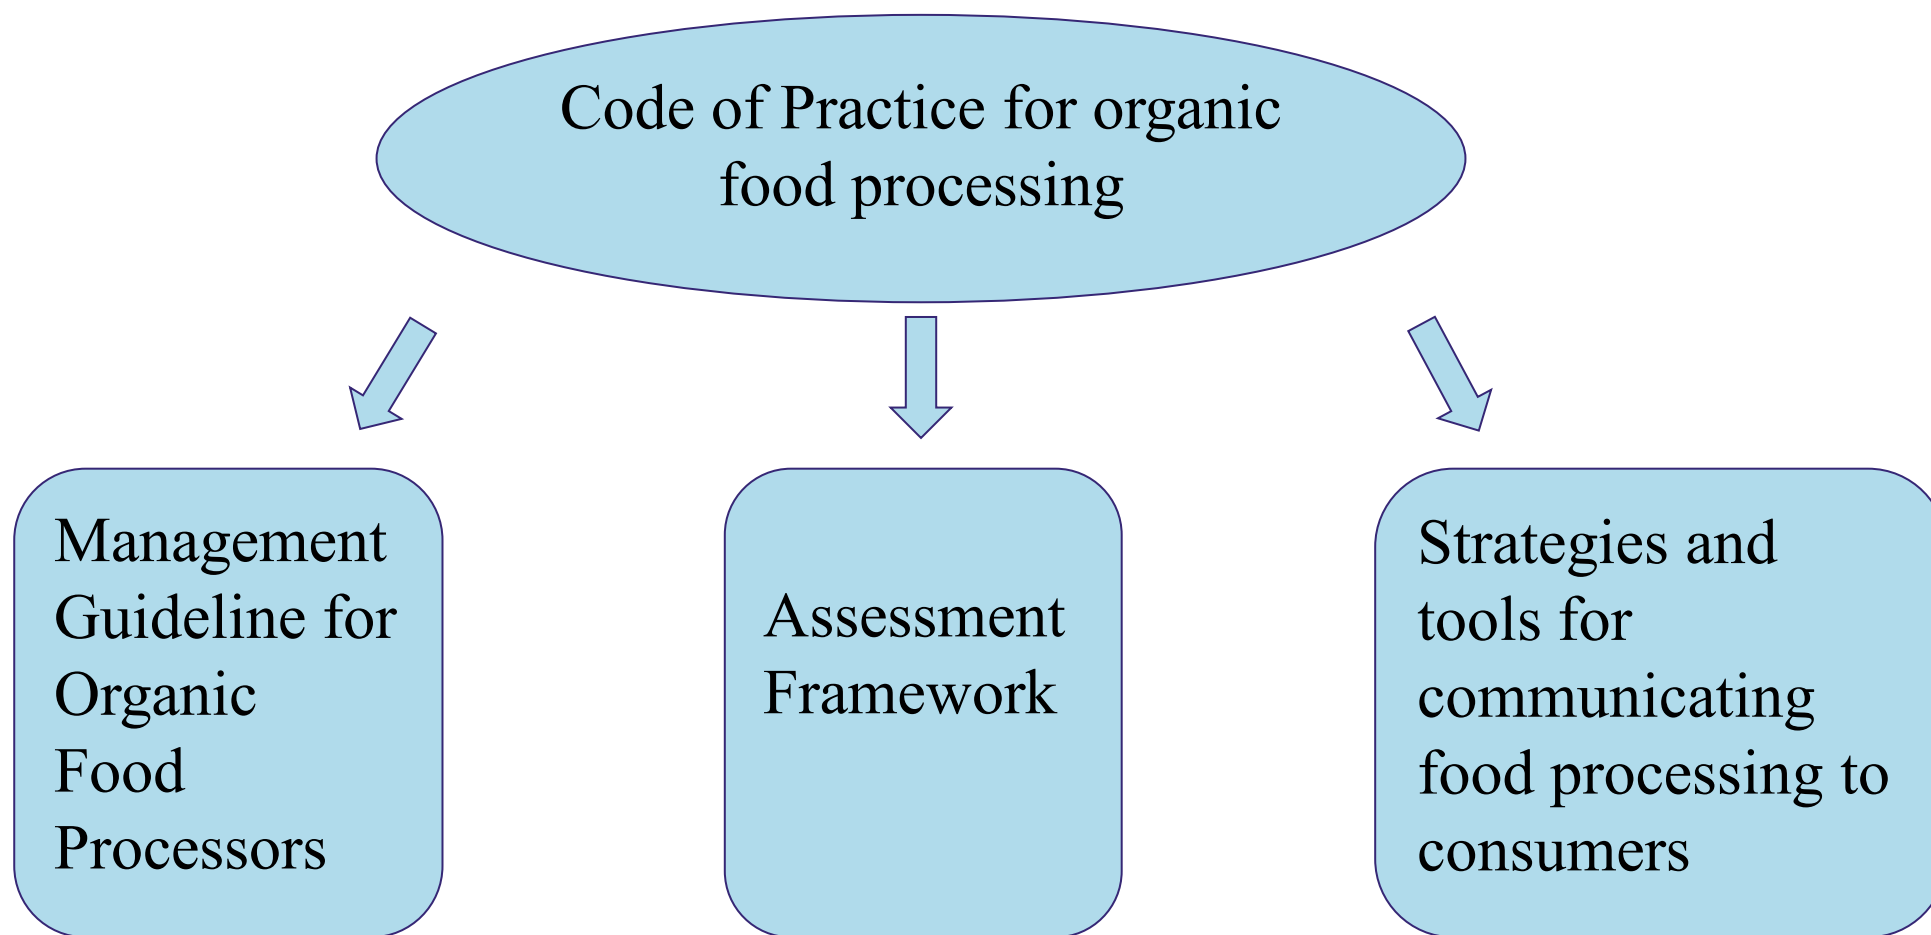 Code of Practice for organic
food processing
Management
Guideline for
Organic
Food
Processors
Assessment
Framework
Strategies and
tools for
communicating
food processing to
consumers